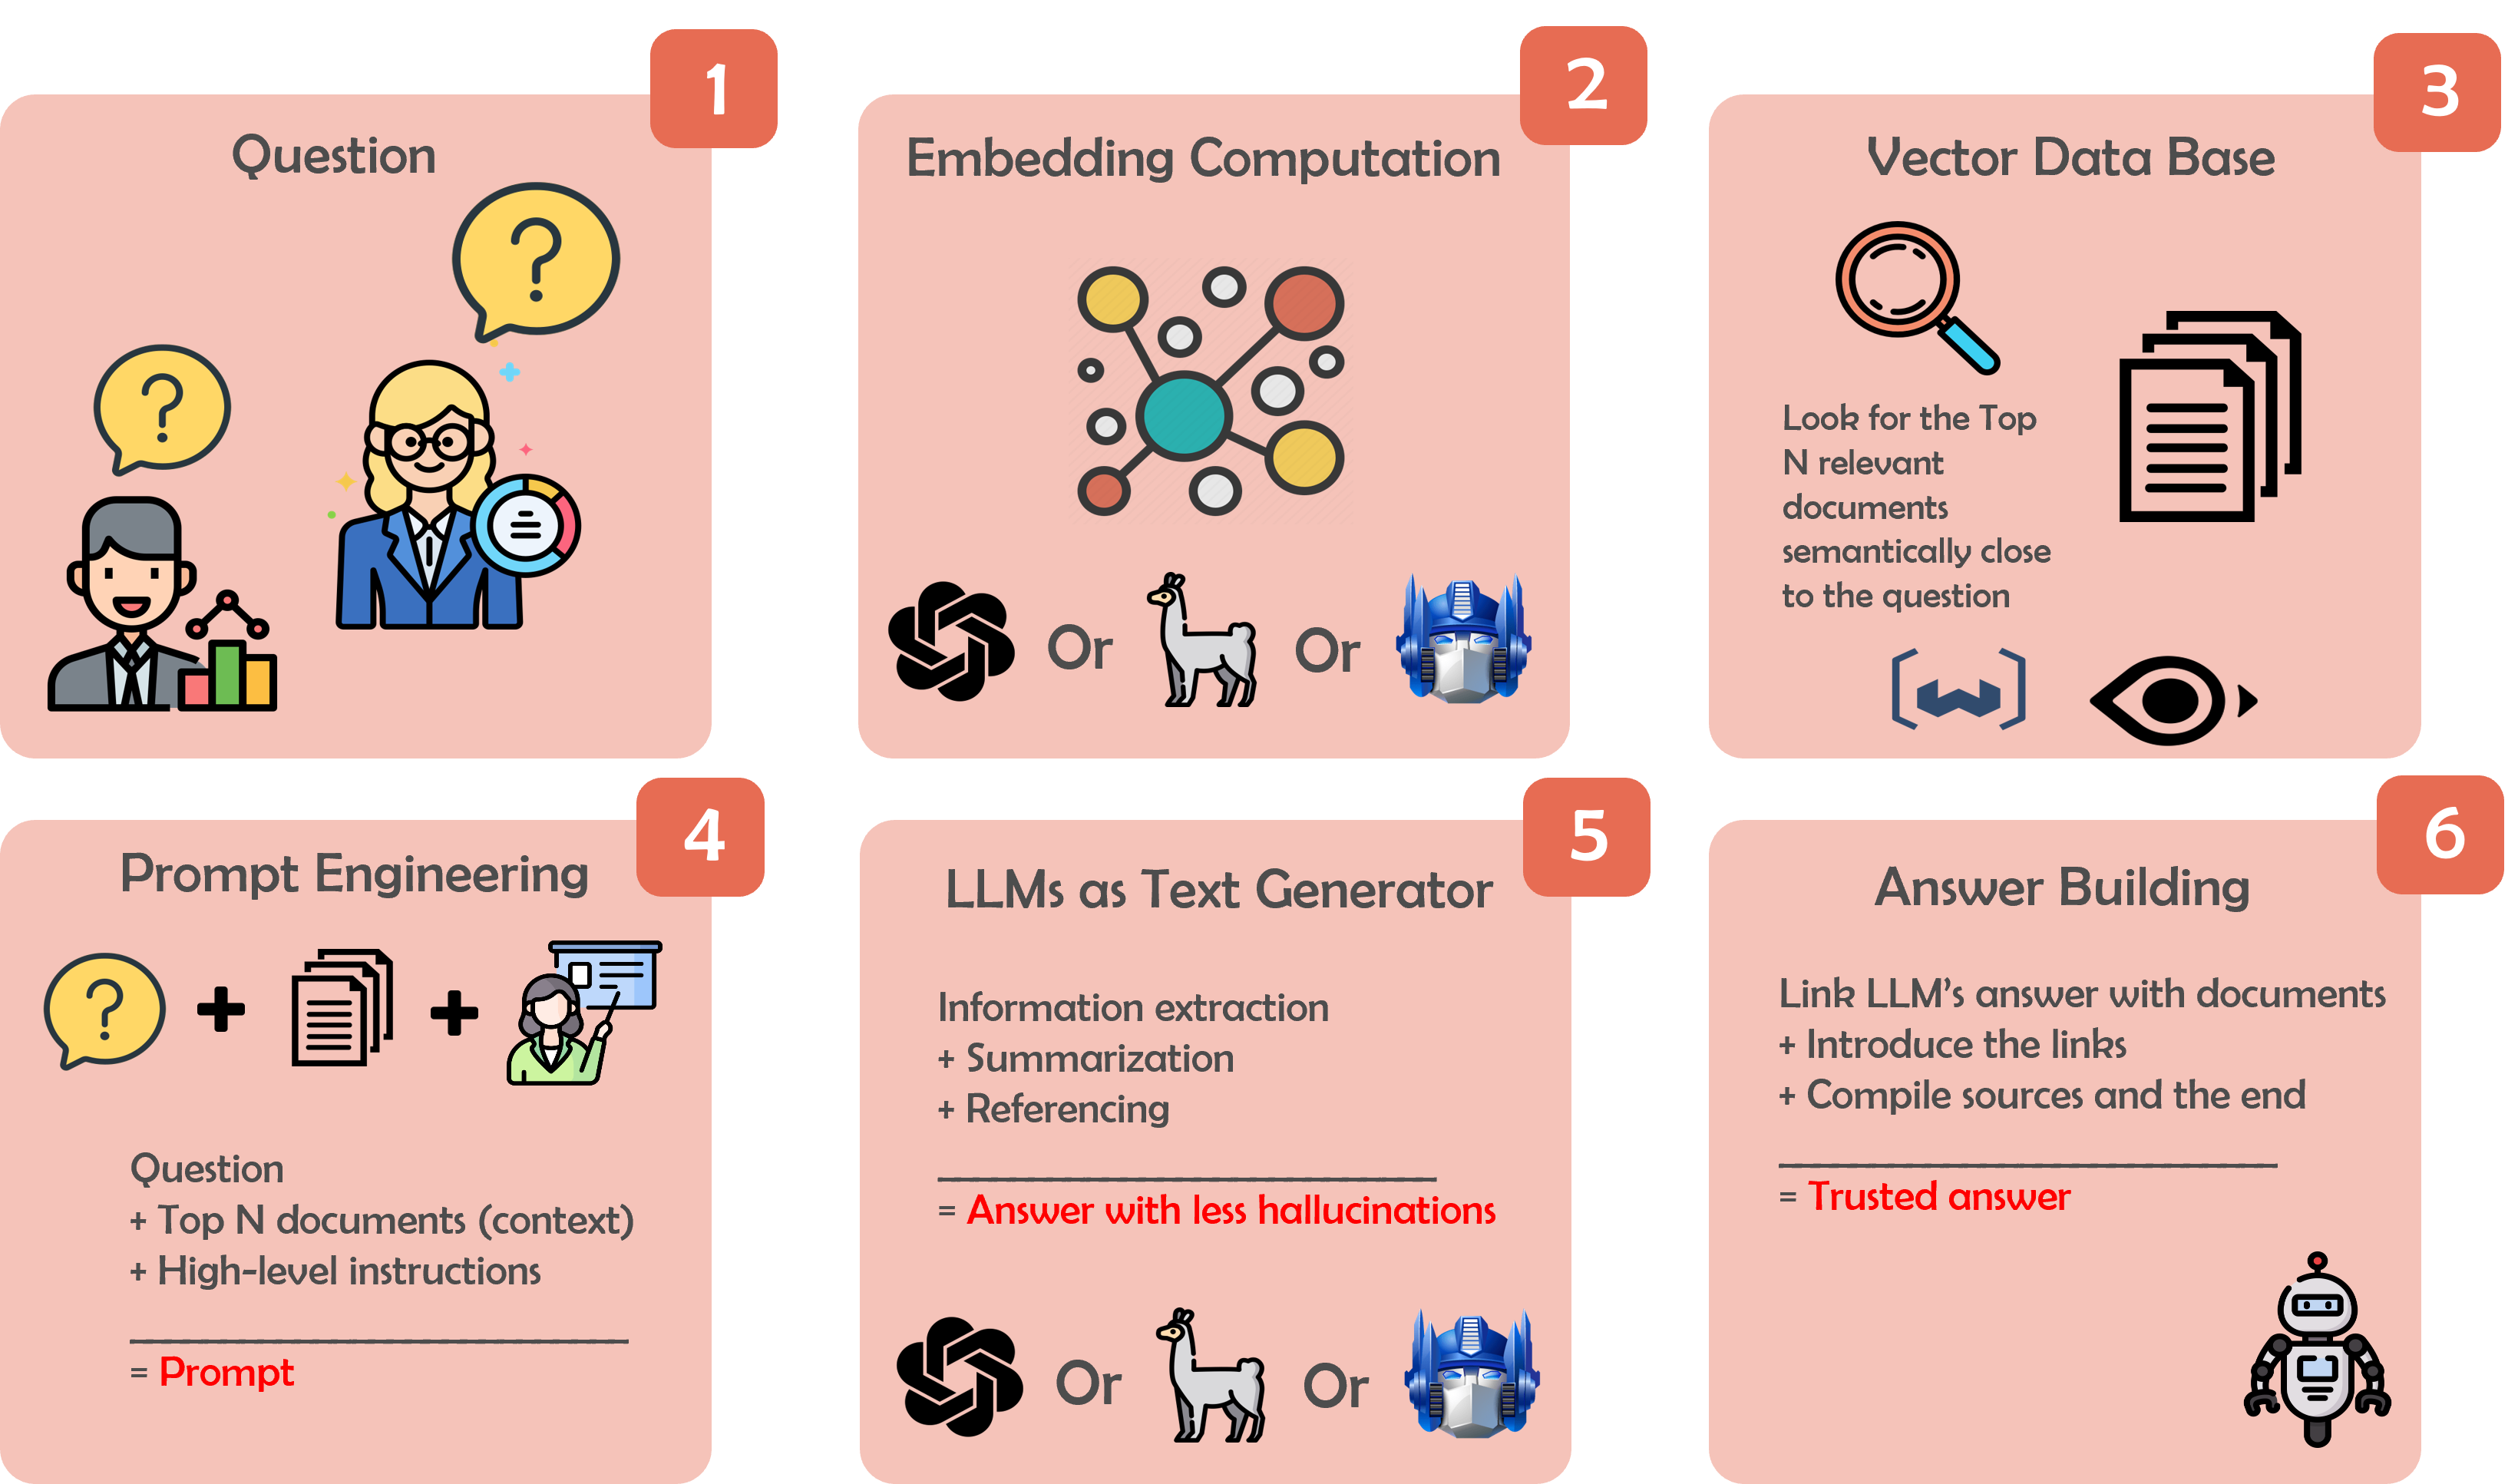 1
Question
?
?
2
Embedding Computation
Or
Or
3
Vector Data Base
Look for the Top
N relevant
documents
semantically close
to the question
4
Prompt Engineering
?
+
+
Question
+ Top N documents (context)
+ High-level instructions
= Prompt
5
LLMs as Text Generator
Information extraction
+ Summarization
+ Referencing
= Answer with less hallucinations
Or
Or
6
Answer Building
Link LLM's answer with documents
+ Introduce the links
+ Compile sources and the end
= Trusted answer